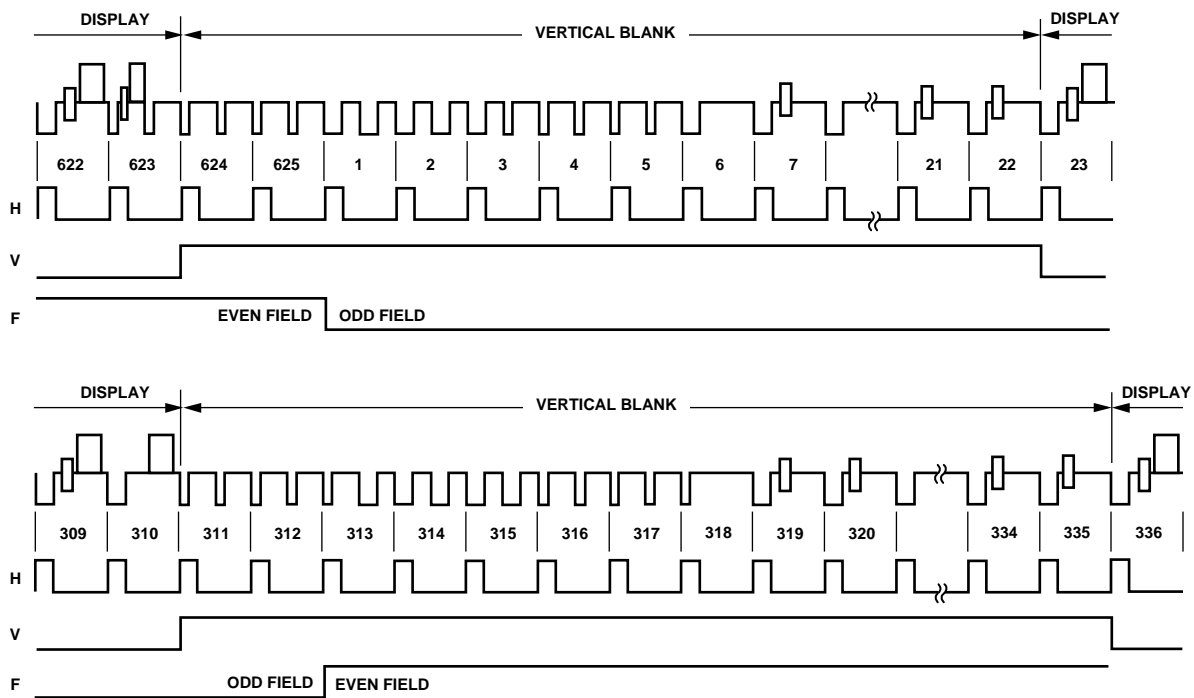 DISPLAY VERTICAL BLANK DISPLAY
622 623 624 625 1 2 3 4 5 6 7 21 22 23
H
V
F EVEN FIELD ODD FIELD
DISPLAY VERTICAL BLANK DISPLAY
309 310 311 312 313 314 315 316 317 318 319 320 334 335 336
H
V
F ODD FIELD EVEN FIELD